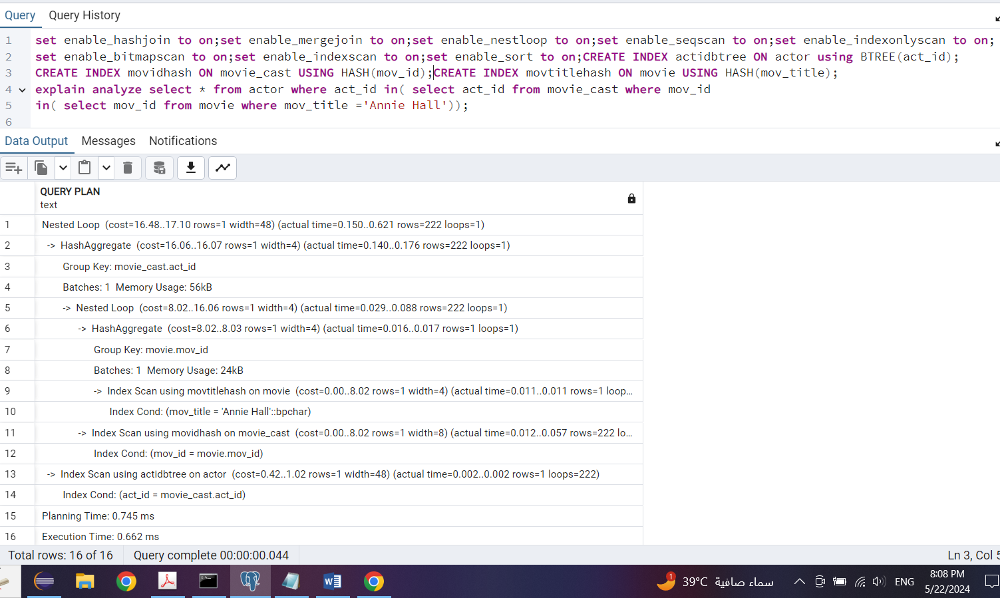 Query Query History
1 set enable_hashjoin to on;set enable_mergejoin to on;set enable_nestloop to on;set enable_seqscan to on;set enable_indexonlyscan to on;
2 set enable_bitmapscan to on;set enable_indexscan to on;set enable_sort to on;CREATE INDEX actidbtree ON actor using BTREE(act_id);
3 CREATE INDEX movidhash ON movie_cast USING HASH(mov_id);CREATE INDEX movtitlehash ON movie USING HASH(mov_title);
4 explain analyze select * from actor where act_id in( select act_id from movie_cast where mov_id
5 in( select mov_id from movie where mov_title ='Annie Hall'));
6
Data Output Messages Notifications
QUERY PLAN
text
1 Nested Loop (cost=16.48..17.10 rows=1 width=48) (actual time=0.150..0.621 rows=222 loops=1)
2 -> HashAggregate (cost=16.06..16.07 rows=1 width=4) (actual time=0.140..0.176 rows=222 loops=1)
3 Group Key: movie_cast.act_id
4 Batches: 1 Memory Usage: 56kB
5 -> Nested Loop (cost=8.02..16.06 rows=1 width=4) (actual time=0.029..0.088 rows=222 loops=1)
6 -> HashAggregate (cost=8.02..8.03 rows=1 width=4) (actual time=0.016..0.017 rows=1 loops=1)
7 Group Key: movie.mov_id
8 Batches: 1 Memory Usage: 24kB
9 -> Index Scan using movtitlehash on movie (cost=0.00..8.02 rows=1 width=4) (actual time=0.011..0.011 rows=1 loop...
10 Index Cond: (mov_title = 'Annie Hall'::bpchar)
11 -> Index Scan using movidhash on movie_cast (cost=0.00..8.02 rows=1 width=8) (actual time=0.012..0.057 rows=222 lo...
12 Index Cond: (mov_id = movie.mov_id)
13 -> Index Scan using actidbtree on actor (cost=0.42..1.02 rows=1 width=48) (actual time=0.002..0.002 rows=1 loops=222)
14 Index Cond: (act_id = movie_cast.act_id)
15 Planning Time: 0.745 ms
16 Execution Time: 0.662 ms
Total rows: 16 of 16 Query complete 00:00:00.044 Ln 3, Col
1 39°C سماء صافية ENG 8:08 PM
5/22/2024